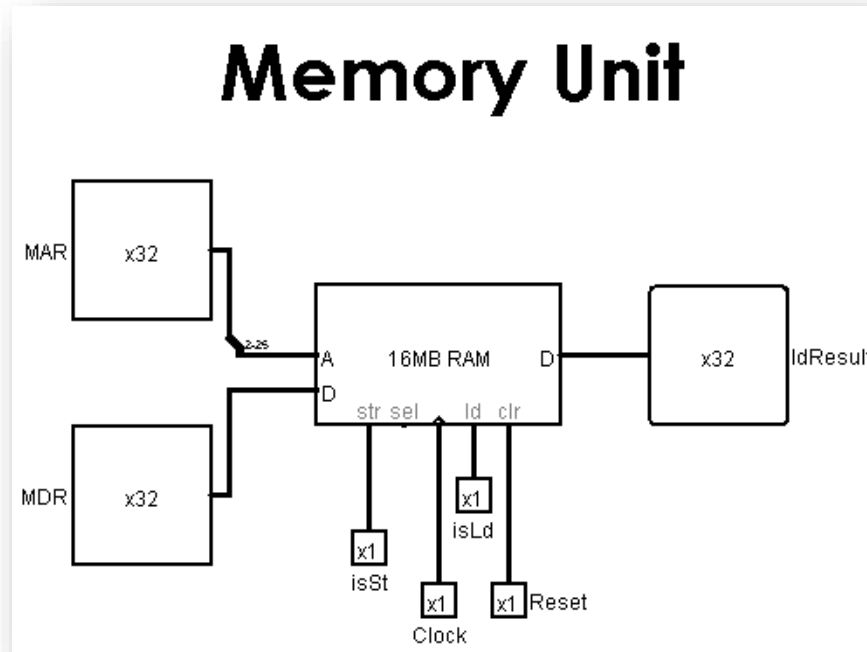 Memory Unit
MAR
x32
2-25
A
16MB RAM
D
x32
ldResult
D
str sel ld clr
MDR
x32
x1
isLd
x1
isSt
x1
Clock
x1
Reset